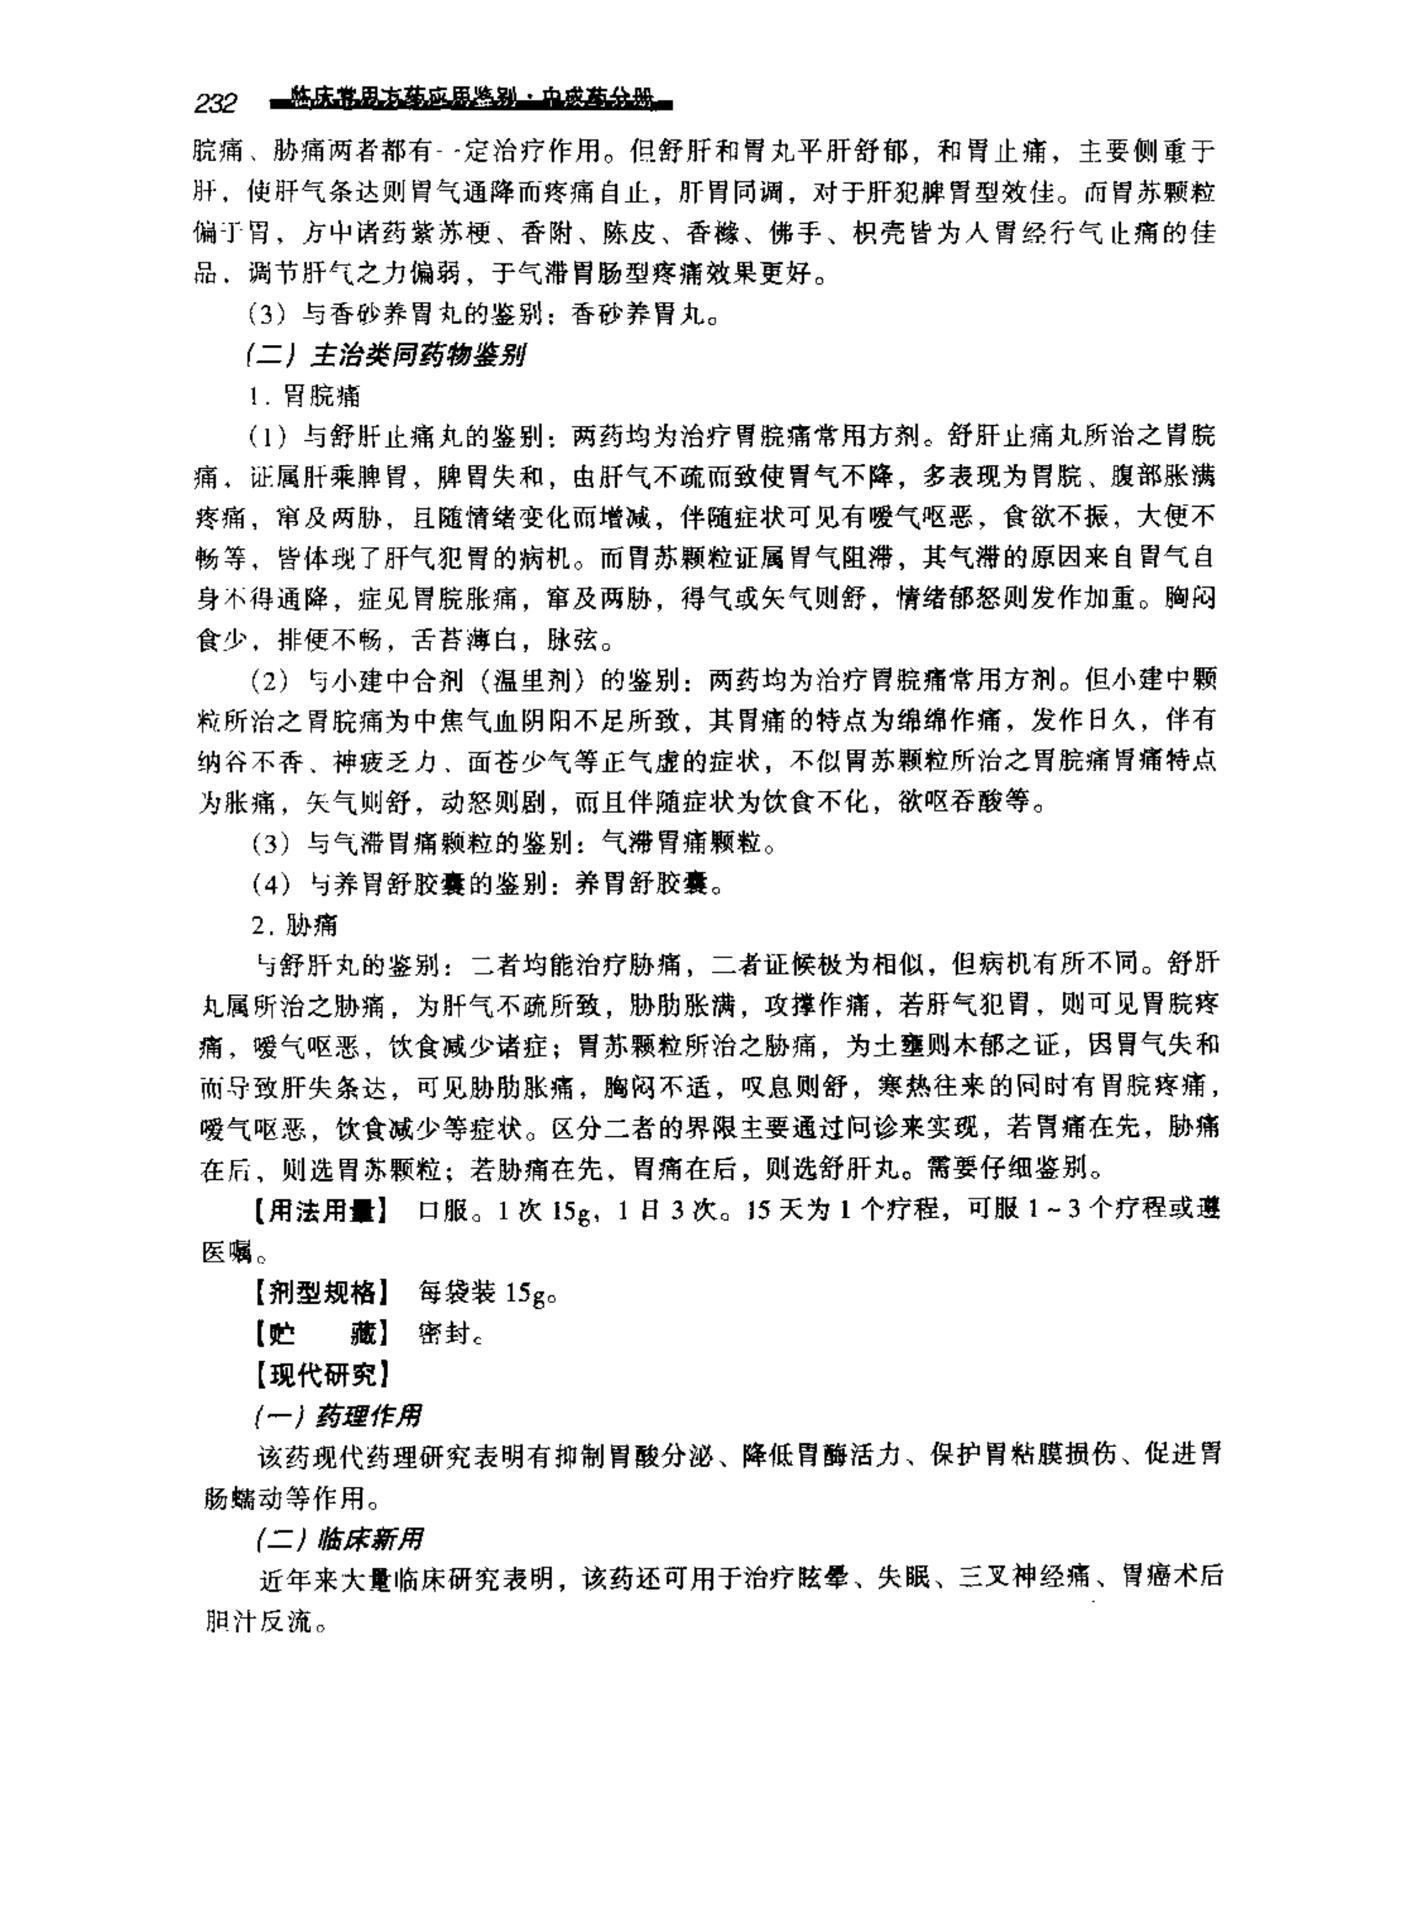 232 临床常用方药应用鉴别·中成药分册
脘痛、胁痛两者都有一定治疗作用。但舒肝和胃丸平肝舒郁，和胃止痛，主要侧重于
肝，使肝气条达则胃气通降而疼痛自止，肝胃同调，对于肝犯脾胃型效佳。而胃苏颗粒
偏于胃，方中诸药紫苏梗、香附、陈皮、香橼、佛手、枳壳皆为人胃经行气止痛的佳
品，调节肝气之力偏弱，于气滞胃肠型疼痛效果更好。
（3）与香砂养胃丸的鉴别：香砂养胃丸。
（二）主治类同药物鉴别
1. 胃脘痛
（1）与舒肝止痛丸的鉴别：两药均为治疗胃脘痛常用方剂。舒肝止痛丸所治之胃脘
痛，证属肝乘脾胃，脾胃失和，由肝气不疏而致使胃气不降，多表现为胃脘、腹部胀满
疼痛，窜及两胁，且随情绪变化而增减，伴随症状可见有嗳气呕恶，食欲不振，大便不
畅等，皆体现了肝气犯胃的病机。而胃苏颗粒证属胃气阻滞，其气滞的原因来自胃气自
身不得通降，症见胃脘胀痛，窜及两胁，得气或矢气则舒，情绪郁怒则发作加重。胸闷
食少，排便不畅，舌苔薄白，脉弦。
（2）与小建中合剂（温里剂）的鉴别：两药均为治疗胃脘痛常用方剂。但小建中颗
粒所治之胃脘痛为中焦气血阴阳不足所致，其胃痛的特点为绵绵作痛，发作日久，伴有
纳谷不香、神疲乏力、面苍少气等正气虚的症状，不似胃苏颗粒所治之胃脘痛胃痛特点
为胀痛，矢气则舒，动怒则剧，而且伴随症状为饮食不化，欲呕吞酸等。
（3）与气滞胃痛颗粒的鉴别：气滞胃痛颗粒。
（4）与养胃舒胶囊的鉴别：养胃舒胶囊。
2. 胁痛
与舒肝丸的鉴别：二者均能治疗胁痛，二者证候极为相似，但病机有所不同。舒肝
丸属所治之胁痛，为肝气不疏所致，胁肋胀满，攻撑作痛，若肝气犯胃，则可见胃脘疼
痛，嗳气呕恶，饮食减少诸症；胃苏颗粒所治之胁痛，为土壅则木郁之证，因胃气失和
而导致肝失条达，可见胁肋胀痛，胸闷不适，叹息则舒，寒热往来的同时有胃脘疼痛，
嗳气呕恶，饮食减少等症状。区分二者的界限主要通过问诊来实现，若胃痛在先，胁痛
在后，则选胃苏颗粒；若胁痛在先，胃痛在后，则选舒肝丸。需要仔细鉴别。
【用法用量】 口服。1 次 15g，1 日 3 次。15 天为 1 个疗程，可服 1～3 个疗程或遵
医嘱。
【剂型规格】 每袋装 15g。
【贮　　藏】 密封。
【现代研究】
（一）药理作用
该药现代药理研究表明有抑制胃酸分泌、降低胃酶活力、保护胃粘膜损伤、促进胃
肠蠕动等作用。
（二）临床新用
近年来大量临床研究表明，该药还可用于治疗眩晕、失眠、三叉神经痛、胃癌术后
胆汁反流。